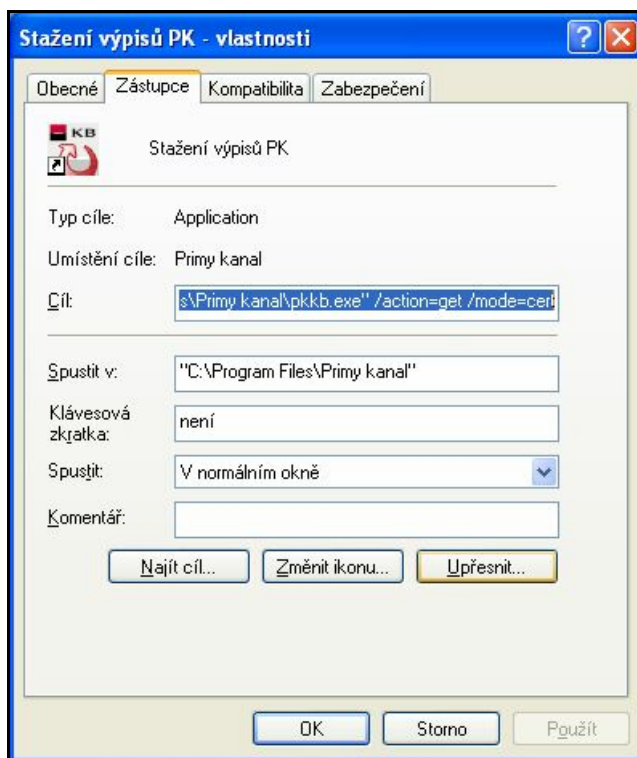 Stažení výpisů PK - vlastnosti
Obecné Zástupce Kompatibilita Zabezpečení
KB
Stažení výpisů PK
Typ cíle: Application
Umístění cíle: Primy kanal
Cíl: s\Primy kanal\pkkb.exe" /action=get /mode=cert
Spustit v: "C:\Program Files\Primy kanal"
Klávesová
zkratka: není
Spustit: V normálním okně
Komentář:
Najít cíl... Změnit ikonu... Upřesnit...
OK Storno Použít